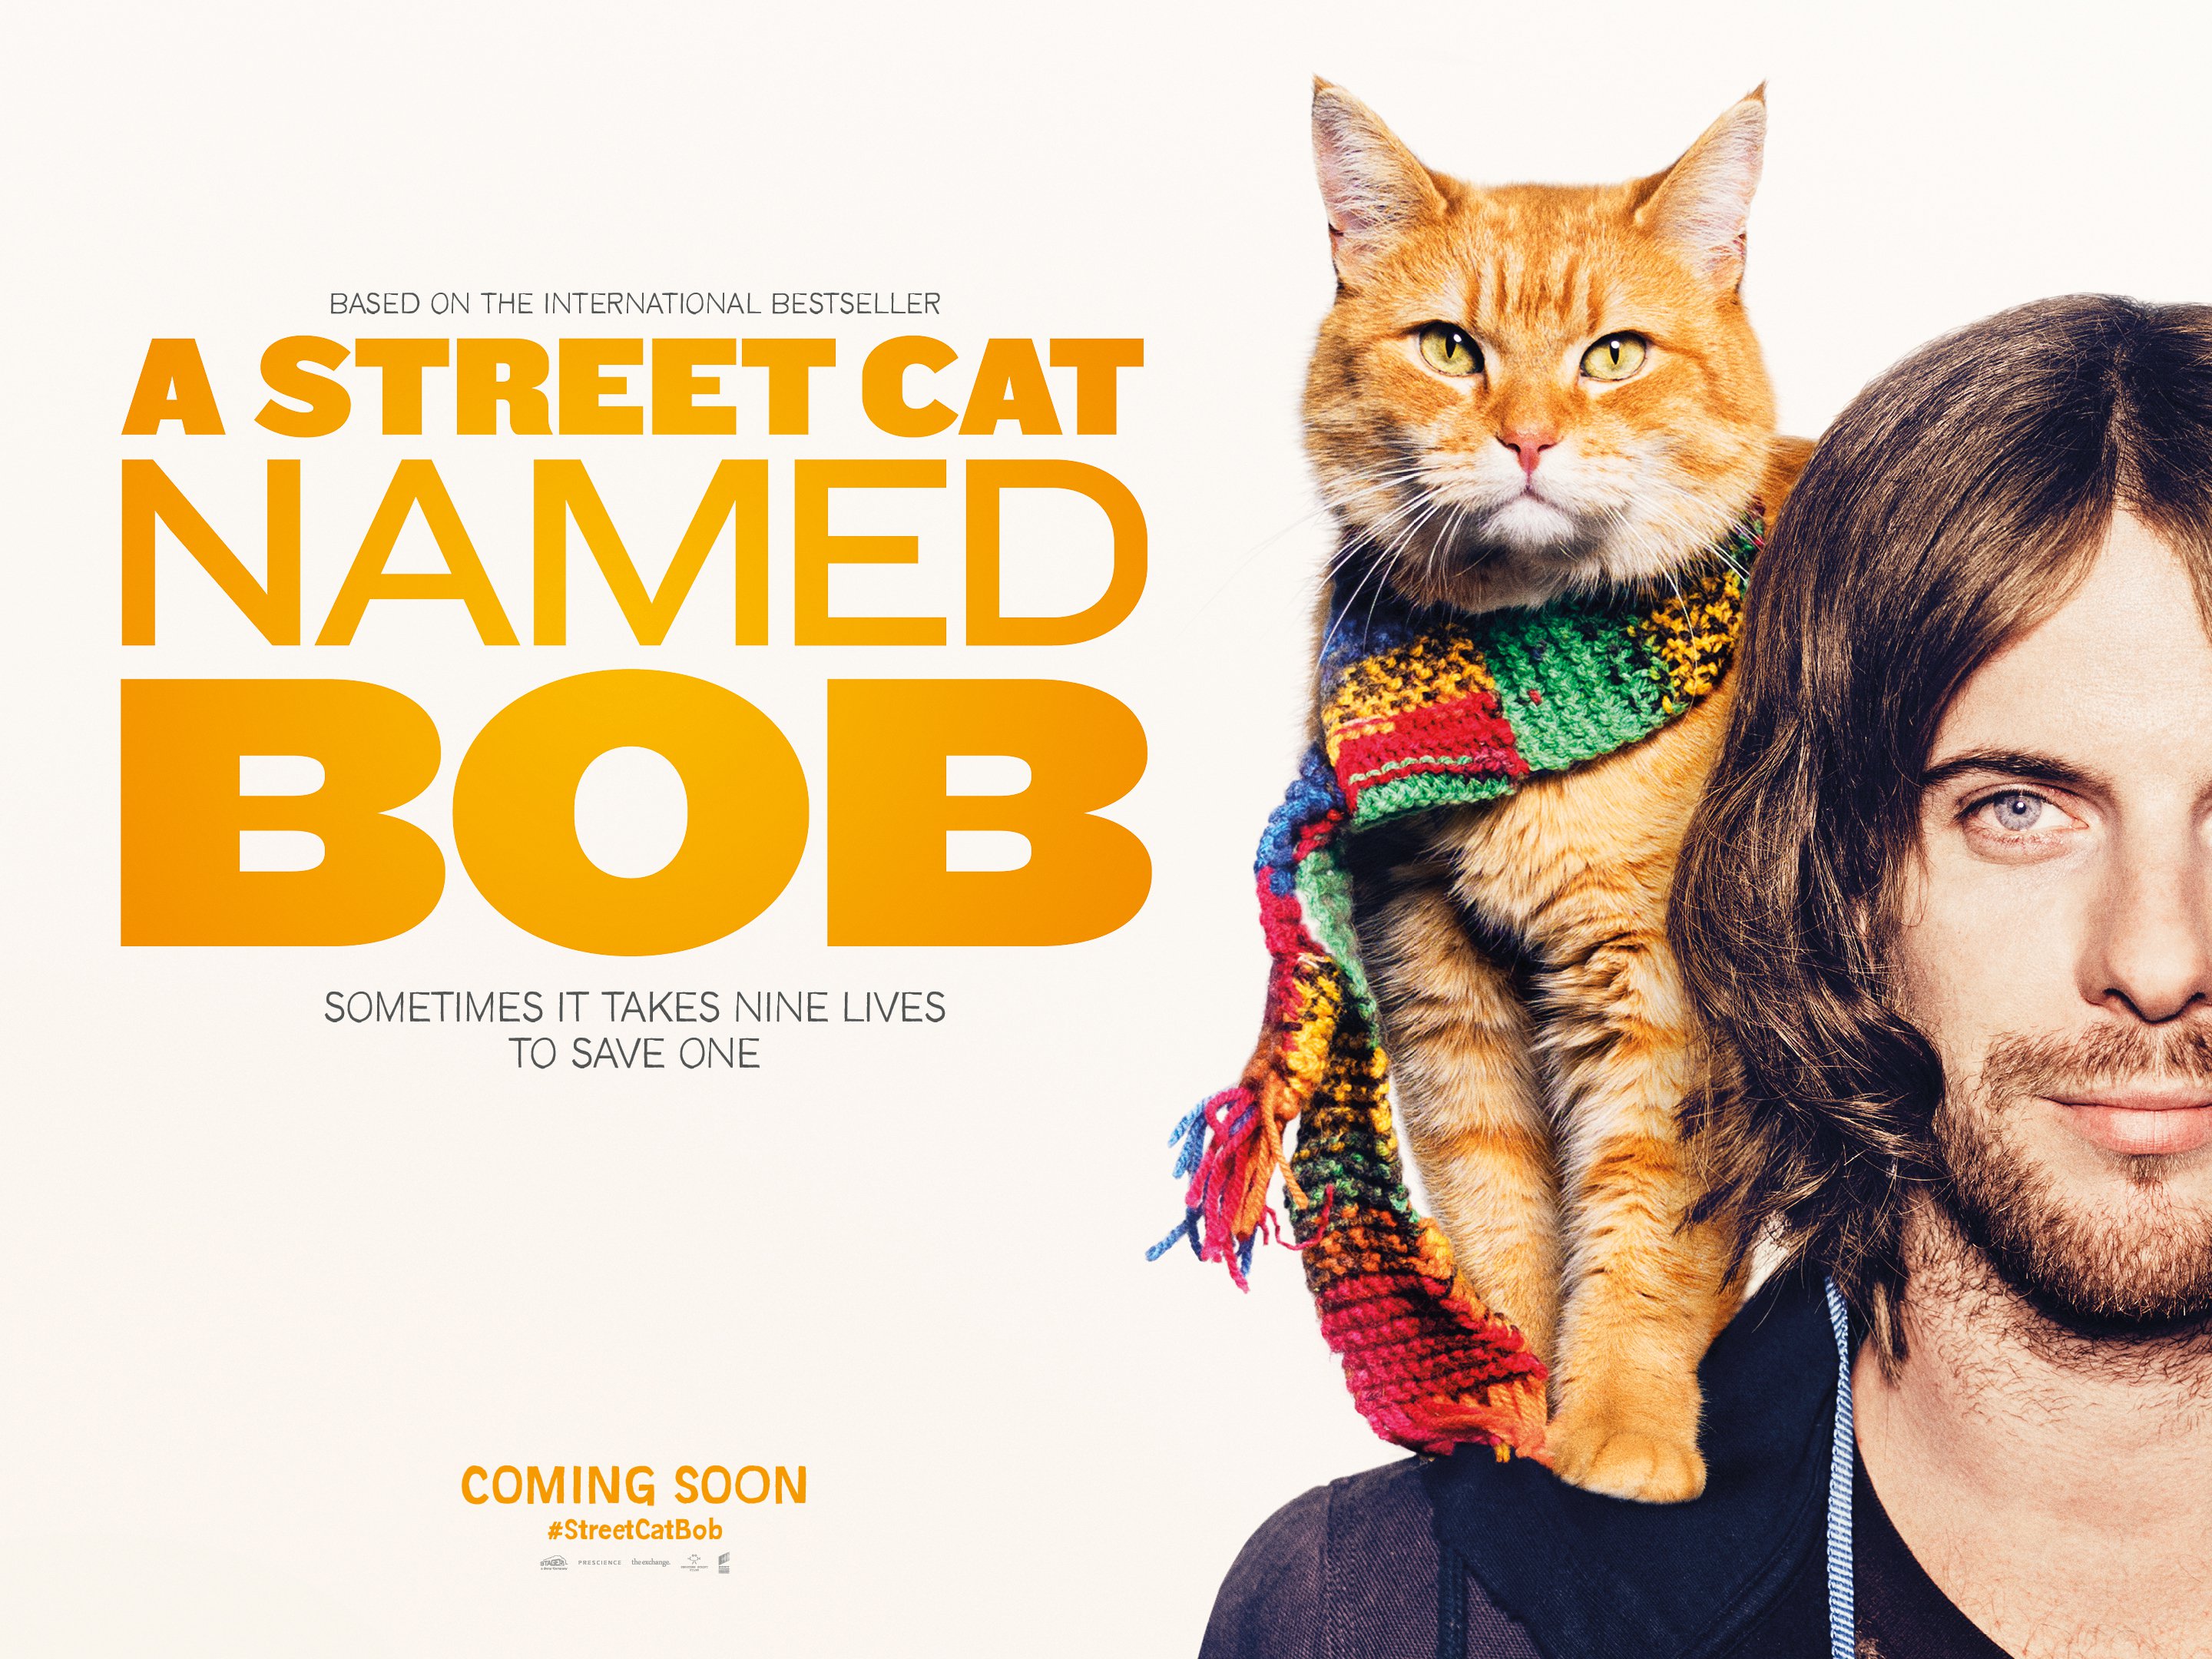 BASED ON THE INTERNATIONAL BESTSELLER
A STREET CAT
NAMED
BOB
SOMETIMES IT TAKES NINE LIVES
TO SAVE ONE
COMING SOON
#StreetCatBob
PRESCIENCE the exchange.